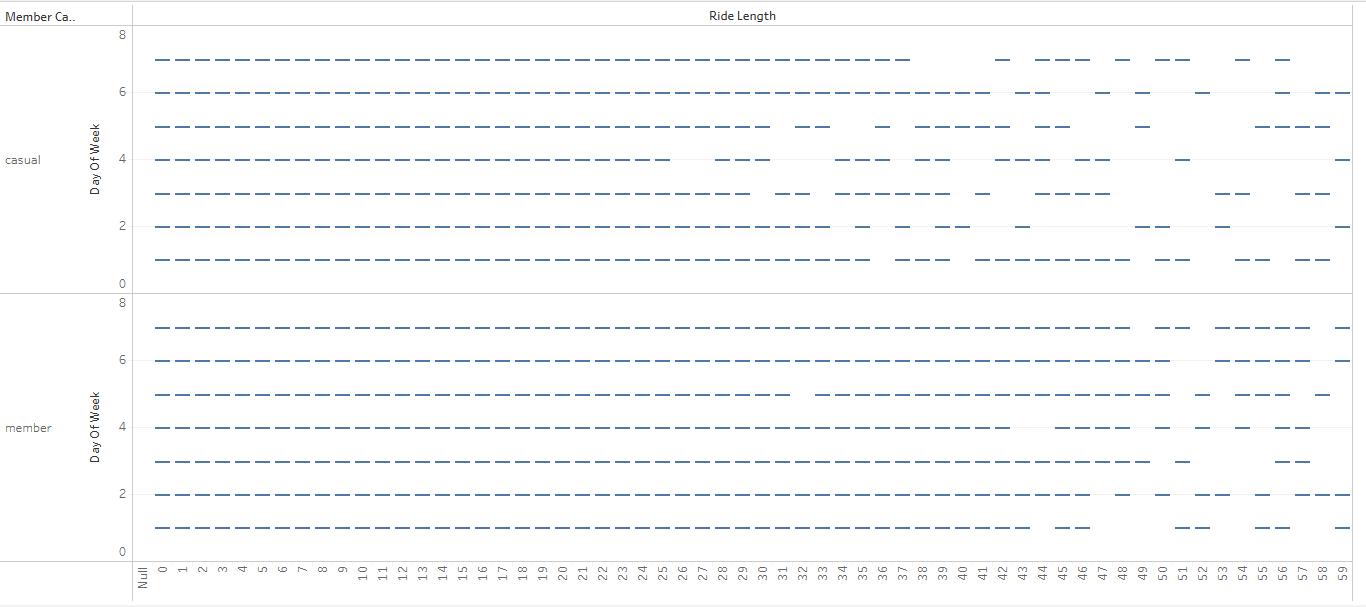 Member Ca..
Ride Length
casual
Day Of Week
8
6
4
2
0
member
Day Of Week
8
6
4
2
0
Null 0 1 2 3 4 5 6 7 8 9 10 11 12 13 14 15 16 17 18 19 20 21 22 23 24 25 26 27 28 29 30 31 32 33 34 35 36 37 38 39 40 41 42 43 44 45 46 47 48 49 50 51 52 53 54 55 56 57 58 59